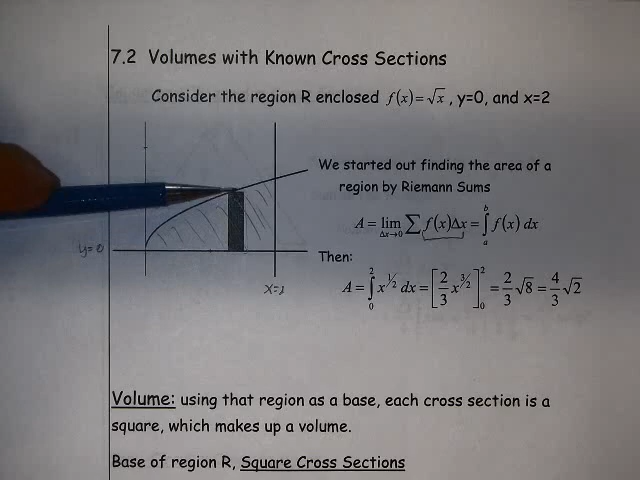 7.2 Volumes with Known Cross Sections
Consider the region R enclosed f(x)=√x, y=0, and x=2
We started out finding the area of a
region by Riemann Sums
A = lim Δx→0 ∑ f(x)Δx = ∫ₐᵇ f(x) dx
y=0
Then:
x=2
A = ∫₀² x^½ dx = [2/3 x^3/2]₀² = 2/3 √8 = 4/3 √2
Volume: using that region as a base, each cross section is a
square, which makes up a volume.
Base of region R, Square Cross Sections